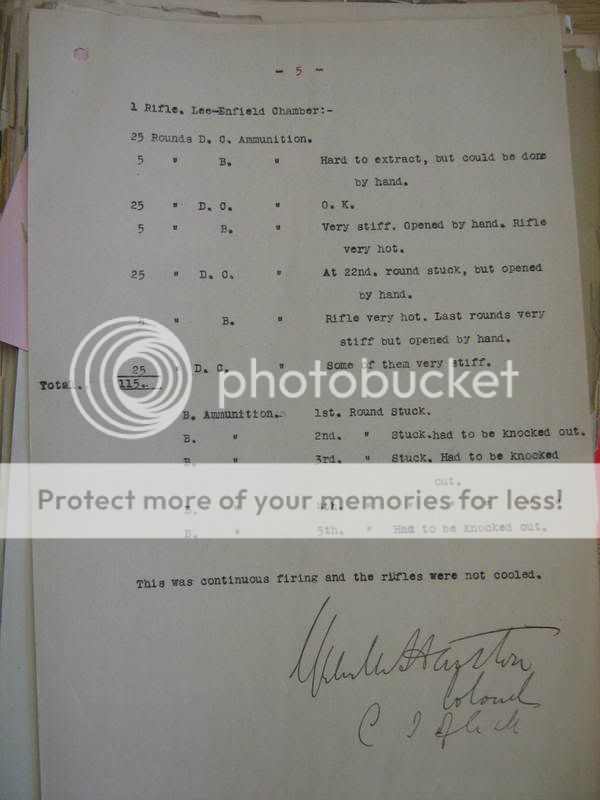 - 5 -
1 Rifle. Lee-Enfield Chamber:-
25 Rounds D. C. Ammunition.
5 " B. " Hard to extract, but could be done
by hand.
25 " D. C. " O. K.
5 " B. " Very stiff. Opened by hand. Rifle
very hot.
25 " D. C. " At 22nd. round stuck, but opened
by hand.
5 " B. " Rifle very hot. Last rounds very
stiff but opened by hand.
25 " D. C. " Some of them very stiff.
Total. 115.
photobucket
B. Ammunition. 1st. Round Stuck.
B. " 2nd. " Stuck.had to be knocked out.
B. " 3rd. " Stuck. Had to be knocked
out.
Protect more of your memories for less!
B. " 4th. " " " " "
B. " 5th. " Had to be knocked out.
This was continuous firing and the rifles were not cooled.
Colonel